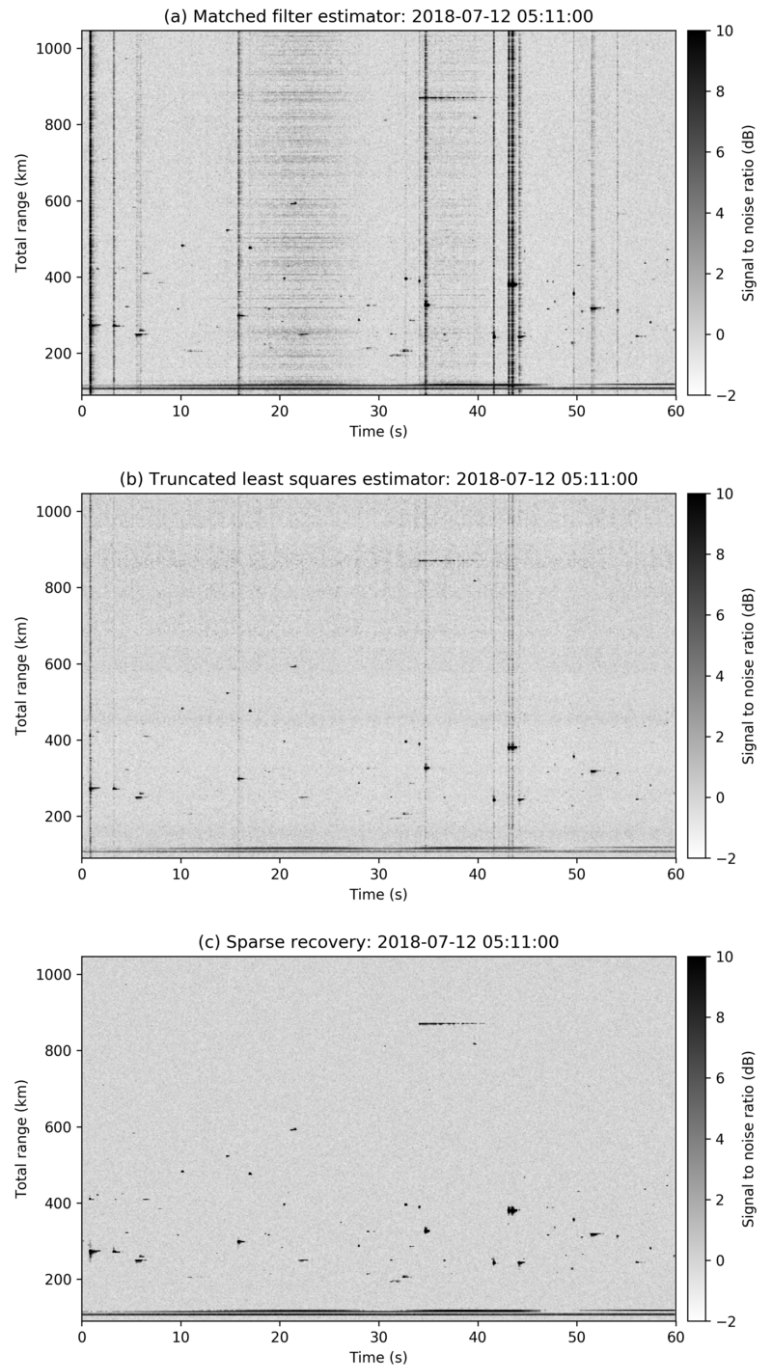 (a) Matched filter estimator: 2018-07-12 05:11:00
1000
800
600
400
200
Total range (km)
0 10 20 30 40 50 60
Time (s)
10
8
6
4
2
0
−2
Signal to noise ratio (dB)
(b) Truncated least squares estimator: 2018-07-12 05:11:00
1000
800
600
400
200
Total range (km)
0 10 20 30 40 50 60
Time (s)
10
8
6
4
2
0
−2
Signal to noise ratio (dB)
(c) Sparse recovery: 2018-07-12 05:11:00
1000
800
600
400
200
Total range (km)
0 10 20 30 40 50 60
Time (s)
10
8
6
4
2
0
−2
Signal to noise ratio (dB)